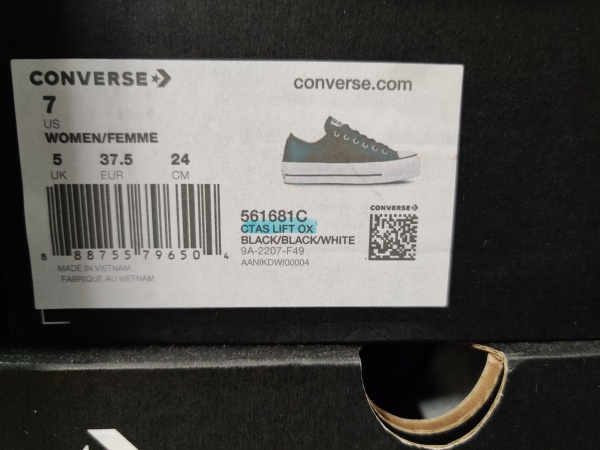 CONVERSE
converse.com
7
US
WOMEN/FEMME
5 37.5 24
UK EUR CM
561681C
CTAS LIFT OX
BLACK/BLACK/WHITE
9A-2207-F49
AANIKDWI00004
CONVERSE
8 88755 79650 4
MADE IN VIETNAM
FABRIQUE AU VIETNAM